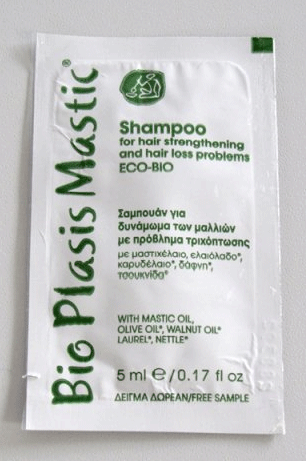 Bio Plasis Mastic®
Shampoo
for hair strengthening
and hair loss problems
ECO-BIO
Σαμπουάν για
δυνάμωμα των μαλλιών
με πρόβλημα τριχόπτωσης
με μαστιχέλαιο, ελαιόλαδο*,
καρυδέλαιο*, δάφνη*,
τσουκνίδα*
WITH MASTIC OIL,
OLIVE OIL*, WALNUT OIL*
LAUREL*, NETTLE*
5 ml ℮/0.17 fl oz
ΔΕΙΓΜΑ ΔΩΡΕΑΝ/FREE SAMPLE